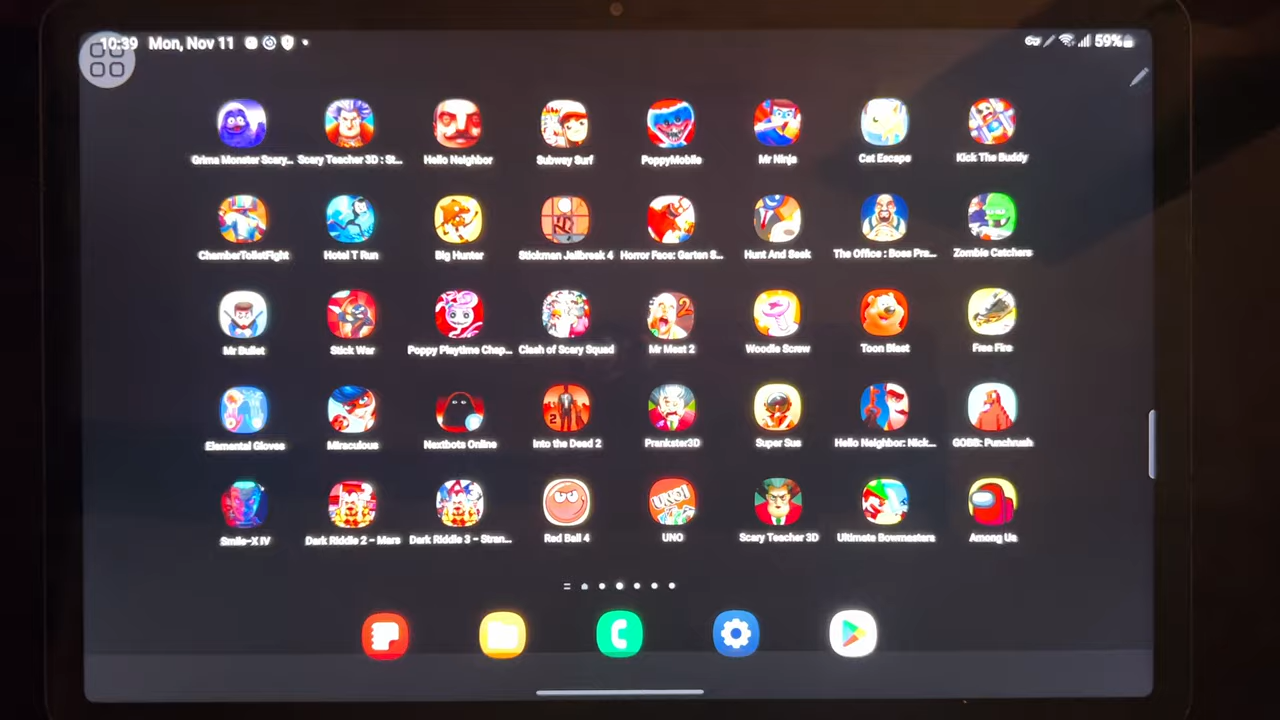 10:39 Mon, Nov 11 59%
Grima Monster Scary... Scary Teacher 3D : St... Hello Neighbor Subway Surf PoppyMobile Mr Ninja Cat Escape Kick The Buddy
ChamberToiletFight Hotel T Run Big Hunter Stickman Jailbreak 4 Horror Face: Garten S... Hunt And Seek The Office : Boss Pra... Zombie Catchers
Mr Bullet Stick War Poppy Playtime Chap... Clash of Scary Squad Mr Meat 2 Woodle Screw Toon Blast Free Fire
Elemental Gloves Miraculous Nextbots Online Into the Dead 2 Prankster3D Super Sus Hello Neighbor: Nick... GOBB: Punchrush
Smile-X IV Dark Riddle 2 - Mars Dark Riddle 3 - Stran... Red Ball 4 UNO Scary Teacher 3D Ultimate Bowmasters Among Us